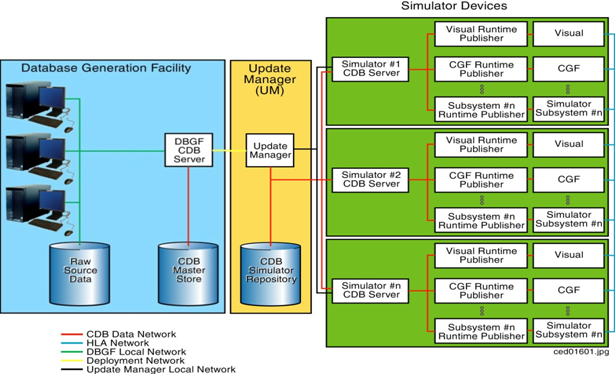 Simulator Devices
Database Generation Facility
Update
Manager
(UM)
DBGF
CDB
Server
Update
Manager
Raw
Source
Data
CDB
Master
Store
CDB
Simulator
Repository
Simulator #1
CDB Server
Visual Runtime
Publisher
Visual
CGF Runtime
Publisher
CGF
Subsystem #n
Runtime Publisher
Simulator
Subsystem #n
Simulator #2
CDB Server
Visual Runtime
Publisher
Visual
CGF Runtime
Publisher
CGF
Subsystem #n
Runtime Publisher
Simulator
Subsystem #n
Simulator #n
CDB Server
Visual Runtime
Publisher
Visual
CGF Runtime
Publisher
CGF
Subsystem #n
Runtime Publisher
Simulator
Subsystem #n
CDB Data Network
HLA Network
DBGF Local Network
Deployment Network
Update Manager Local Network
ced01601.jpg